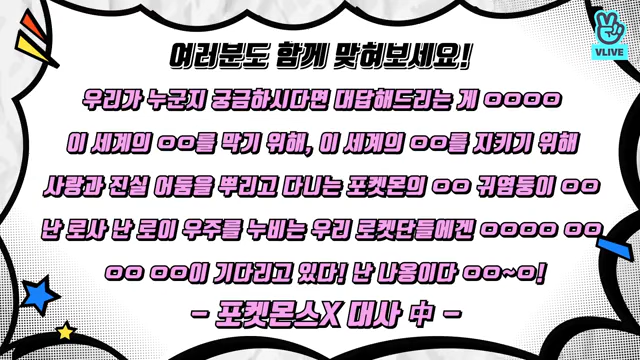 여러분도 함께 맞혀보세요!
VLIVE
우리가 누군지 궁금하시다면 대답해드리는 게 ㅇㅇㅇㅇ
이 세계의 ㅇㅇ를 막기 위해, 이 세계의 ㅇㅇ를 지키기 위해
사랑과 진실 어둠을 뿌리고 다니는 포켓몬의 ㅇㅇ 귀염둥이 ㅇㅇ
난 로사 난 로이 우주를 누비는 우리 로켓단들에겐 ㅇㅇㅇㅇ ㅇㅇ
ㅇㅇ ㅇㅇ이 기다리고 있다! 난 나옹이다 ㅇㅇ~ㅇ!
- 포켓몬스X 대사 中 -